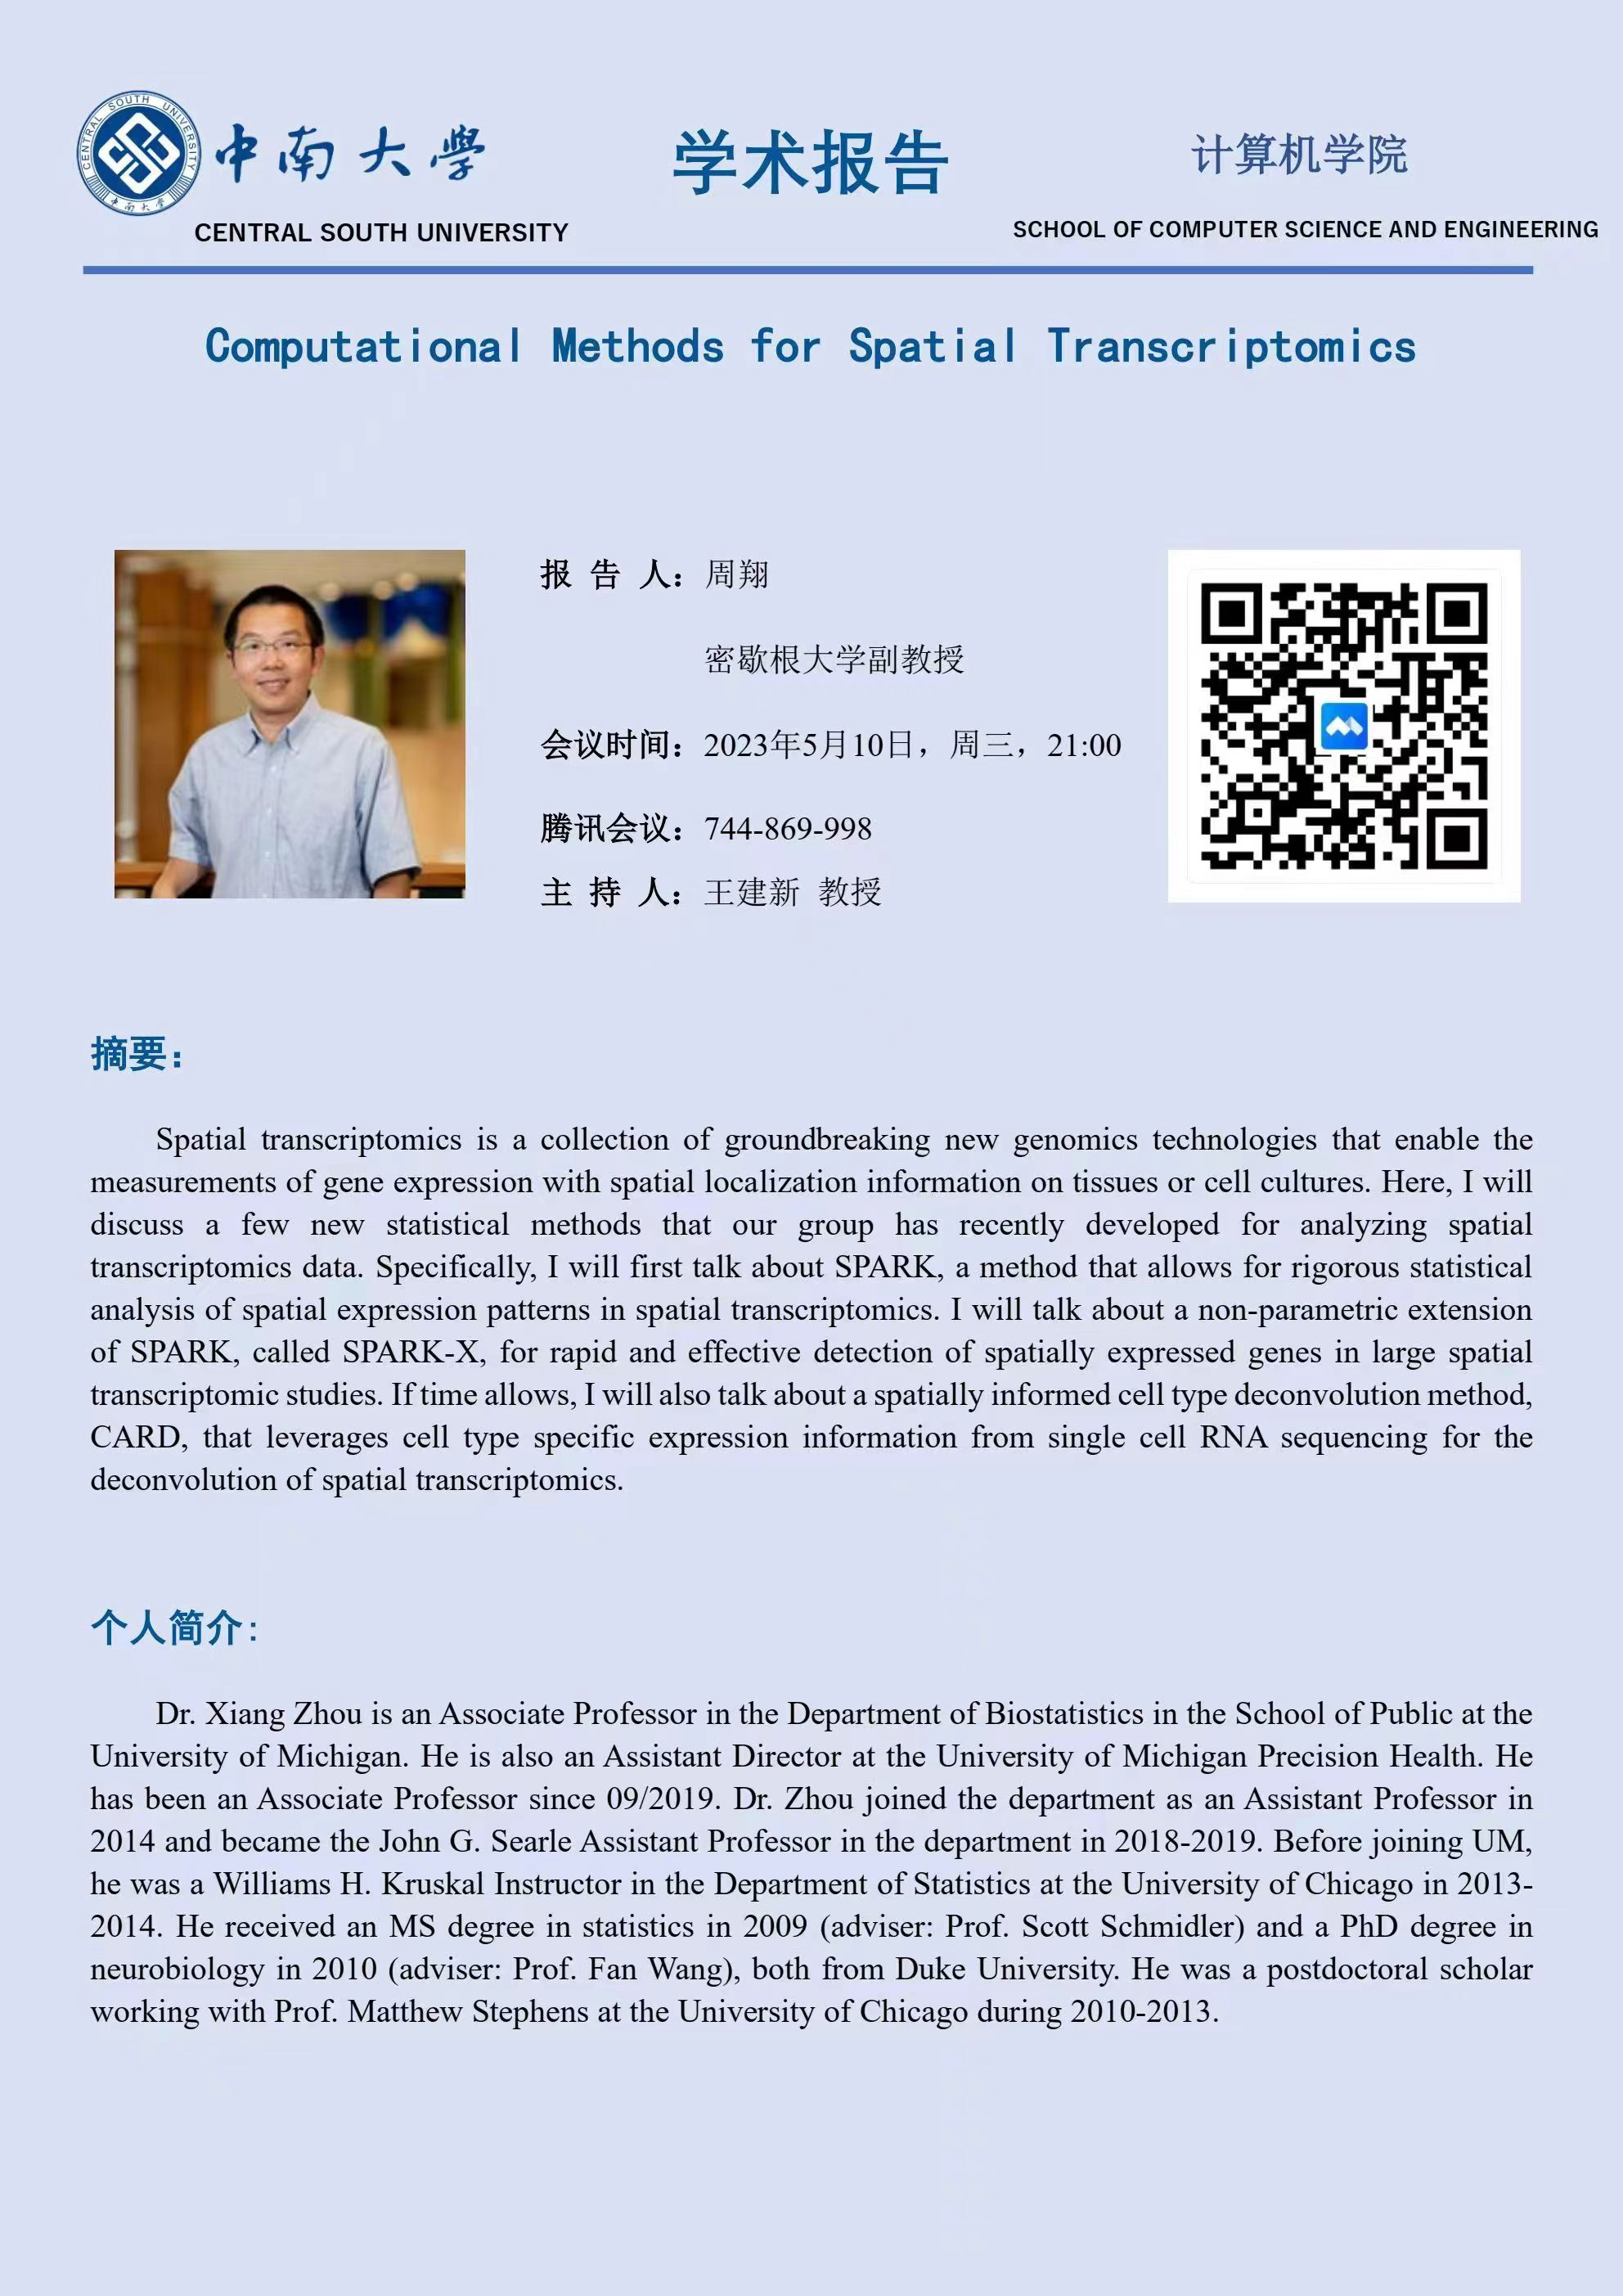 CENTRAL SOUTH UNIVERSITY
中南大学
中南大學
学术报告
计算机学院
CENTRAL SOUTH UNIVERSITY
SCHOOL OF COMPUTER SCIENCE AND ENGINEERING
Computational Methods for Spatial Transcriptomics
报 告 人：周翔
密歇根大学副教授
会议时间：2023年5月10日，周三，21:00
腾讯会议：744-869-998
主 持 人：王建新 教授
摘要：
Spatial transcriptomics is a collection of groundbreaking new genomics technologies that enable the
measurements of gene expression with spatial localization information on tissues or cell cultures. Here, I will
discuss a few new statistical methods that our group has recently developed for analyzing spatial
transcriptomics data. Specifically, I will first talk about SPARK, a method that allows for rigorous statistical
analysis of spatial expression patterns in spatial transcriptomics. I will talk about a non-parametric extension
of SPARK, called SPARK-X, for rapid and effective detection of spatially expressed genes in large spatial
transcriptomic studies. If time allows, I will also talk about a spatially informed cell type deconvolution method,
CARD, that leverages cell type specific expression information from single cell RNA sequencing for the
deconvolution of spatial transcriptomics.
个人简介:
Dr. Xiang Zhou is an Associate Professor in the Department of Biostatistics in the School of Public at the
University of Michigan. He is also an Assistant Director at the University of Michigan Precision Health. He
has been an Associate Professor since 09/2019. Dr. Zhou joined the department as an Assistant Professor in
2014 and became the John G. Searle Assistant Professor in the department in 2018-2019. Before joining UM,
he was a Williams H. Kruskal Instructor in the Department of Statistics at the University of Chicago in 2013-
2014. He received an MS degree in statistics in 2009 (adviser: Prof. Scott Schmidler) and a PhD degree in
neurobiology in 2010 (adviser: Prof. Fan Wang), both from Duke University. He was a postdoctoral scholar
working with Prof. Matthew Stephens at the University of Chicago during 2010-2013.